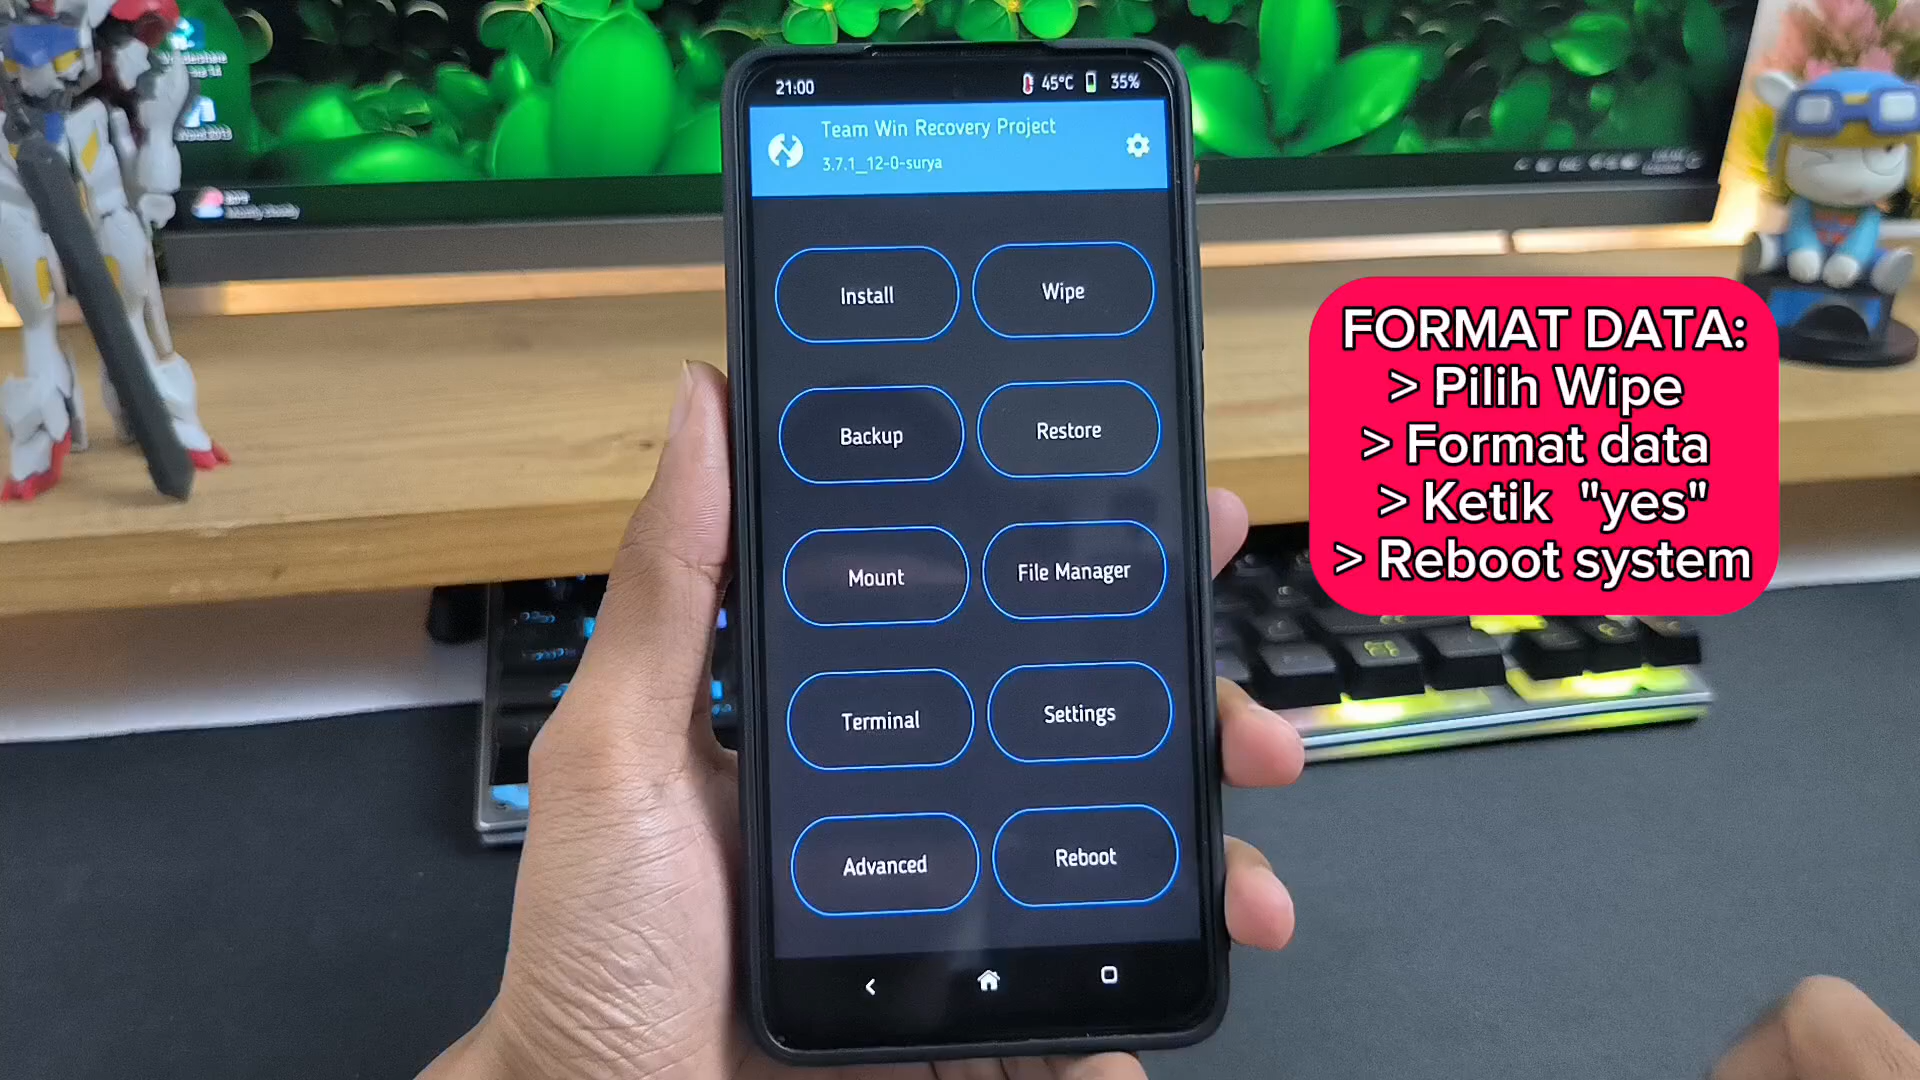 21:00 45°C 35%
Team Win Recovery Project
3.7.1_12-0-surya
Install Wipe
Backup Restore
Mount File Manager
Terminal Settings
Advanced Reboot
FORMAT DATA:
> Pilih Wipe
> Format data
> Ketik "yes"
> Reboot system